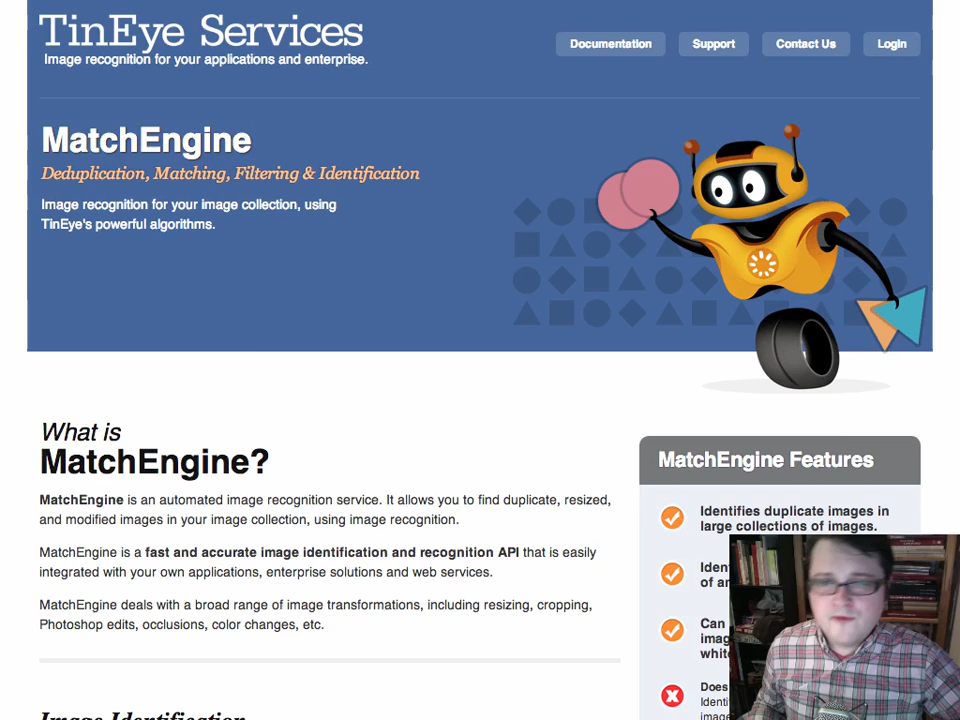 TinEye Services
Image recognition for your applications and enterprise.
Documentation
Support
Contact Us
Login
MatchEngine
Deduplication, Matching, Filtering & Identification
Image recognition for your image collection, using
TinEye's powerful algorithms.
What is
MatchEngine?
MatchEngine is an automated image recognition service. It allows you to find duplicate, resized,
and modified images in your image collection, using image recognition.
MatchEngine is a fast and accurate image identification and recognition API that is easily
integrated with your own applications, enterprise solutions and web services.
MatchEngine deals with a broad range of image transformations, including resizing, cropping,
Photoshop edits, occlusions, color changes, etc.
Image Identification
MatchEngine Features
Identifies duplicate images in
large collections of images.
of
Can
Does